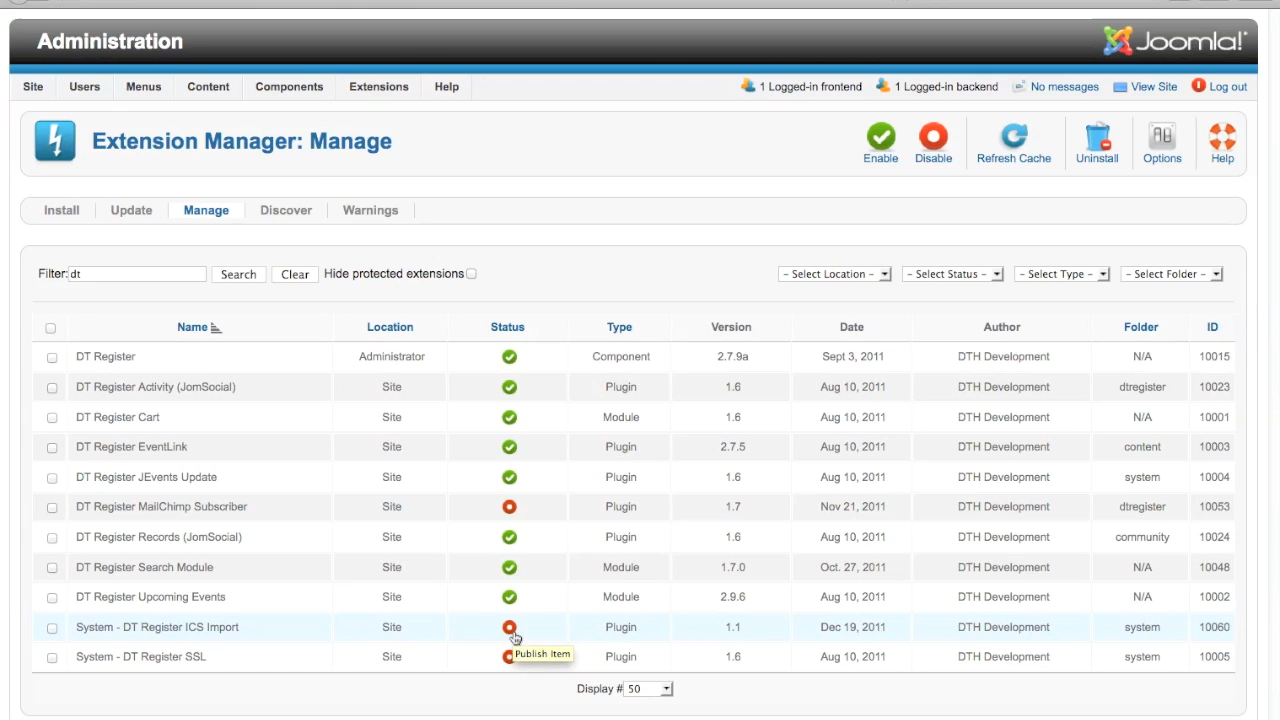 Administration
Joomla!
Site Users Menus Content Components Extensions Help
1 Logged-in frontend 1 Logged-in backend No messages View Site Log out
Extension Manager: Manage
Enable Disable Refresh Cache Uninstall Options Help
Install Update Manage Discover Warnings
Filter: dt Search Clear Hide protected extensions - Select Location - - Select Status - - Select Type - - Select Folder -
Name Location Status Type Version Date Author Folder ID
DT Register Administrator Component 2.7.9a Sept 3, 2011 DTH Development N/A 10015
DT Register Activity (JomSocial) Site Plugin 1.6 Aug 10, 2011 DTH Development dtregister 10023
DT Register Cart Site Module 1.6 Aug 10, 2011 DTH Development N/A 10001
DT Register EventLink Site Plugin 2.7.5 Aug 10, 2011 DTH Development content 10003
DT Register JEvents Update Site Plugin 1.6 Aug 10, 2011 DTH Development system 10004
DT Register MailChimp Subscriber Site Plugin 1.7 Nov 21, 2011 DTH Development dtregister 10053
DT Register Records (JomSocial) Site Plugin 1.6 Aug 10, 2011 DTH Development community 10024
DT Register Search Module Site Module 1.7.0 Oct. 27, 2011 DTH Development N/A 10048
DT Register Upcoming Events Site Module 2.9.6 Aug 10, 2011 DTH Development N/A 10002
System - DT Register ICS Import Site Plugin 1.1 Dec 19, 2011 DTH Development system 10060
Publish Item
System - DT Register SSL Site Plugin 1.6 Aug 10, 2011 DTH Development system 10005
Display # 50